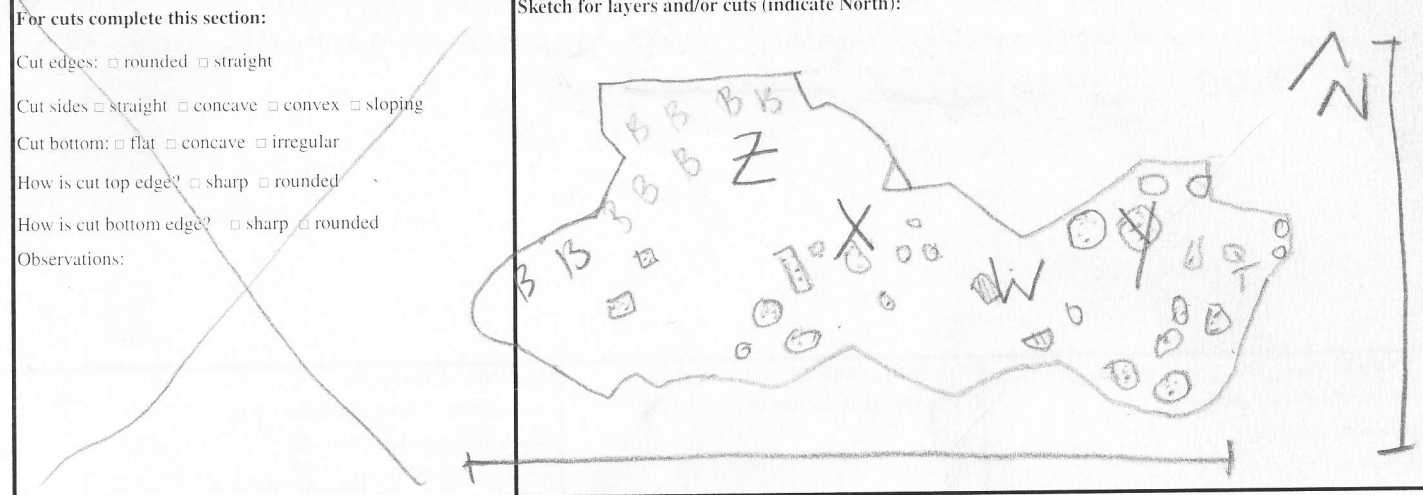 For cuts complete this section:
Cut edges: □ rounded □ straight
Cut sides □ straight □ concave □ convex □ sloping
Cut bottom: □ flat □ concave □ irregular
How is cut top edge? □ sharp □ rounded
How is cut bottom edge? □ sharp □ rounded
Observations:
Sketch for layers and/or cuts (indicate North):
N
B B B B
B B
Z
B
B B
X
Y
W